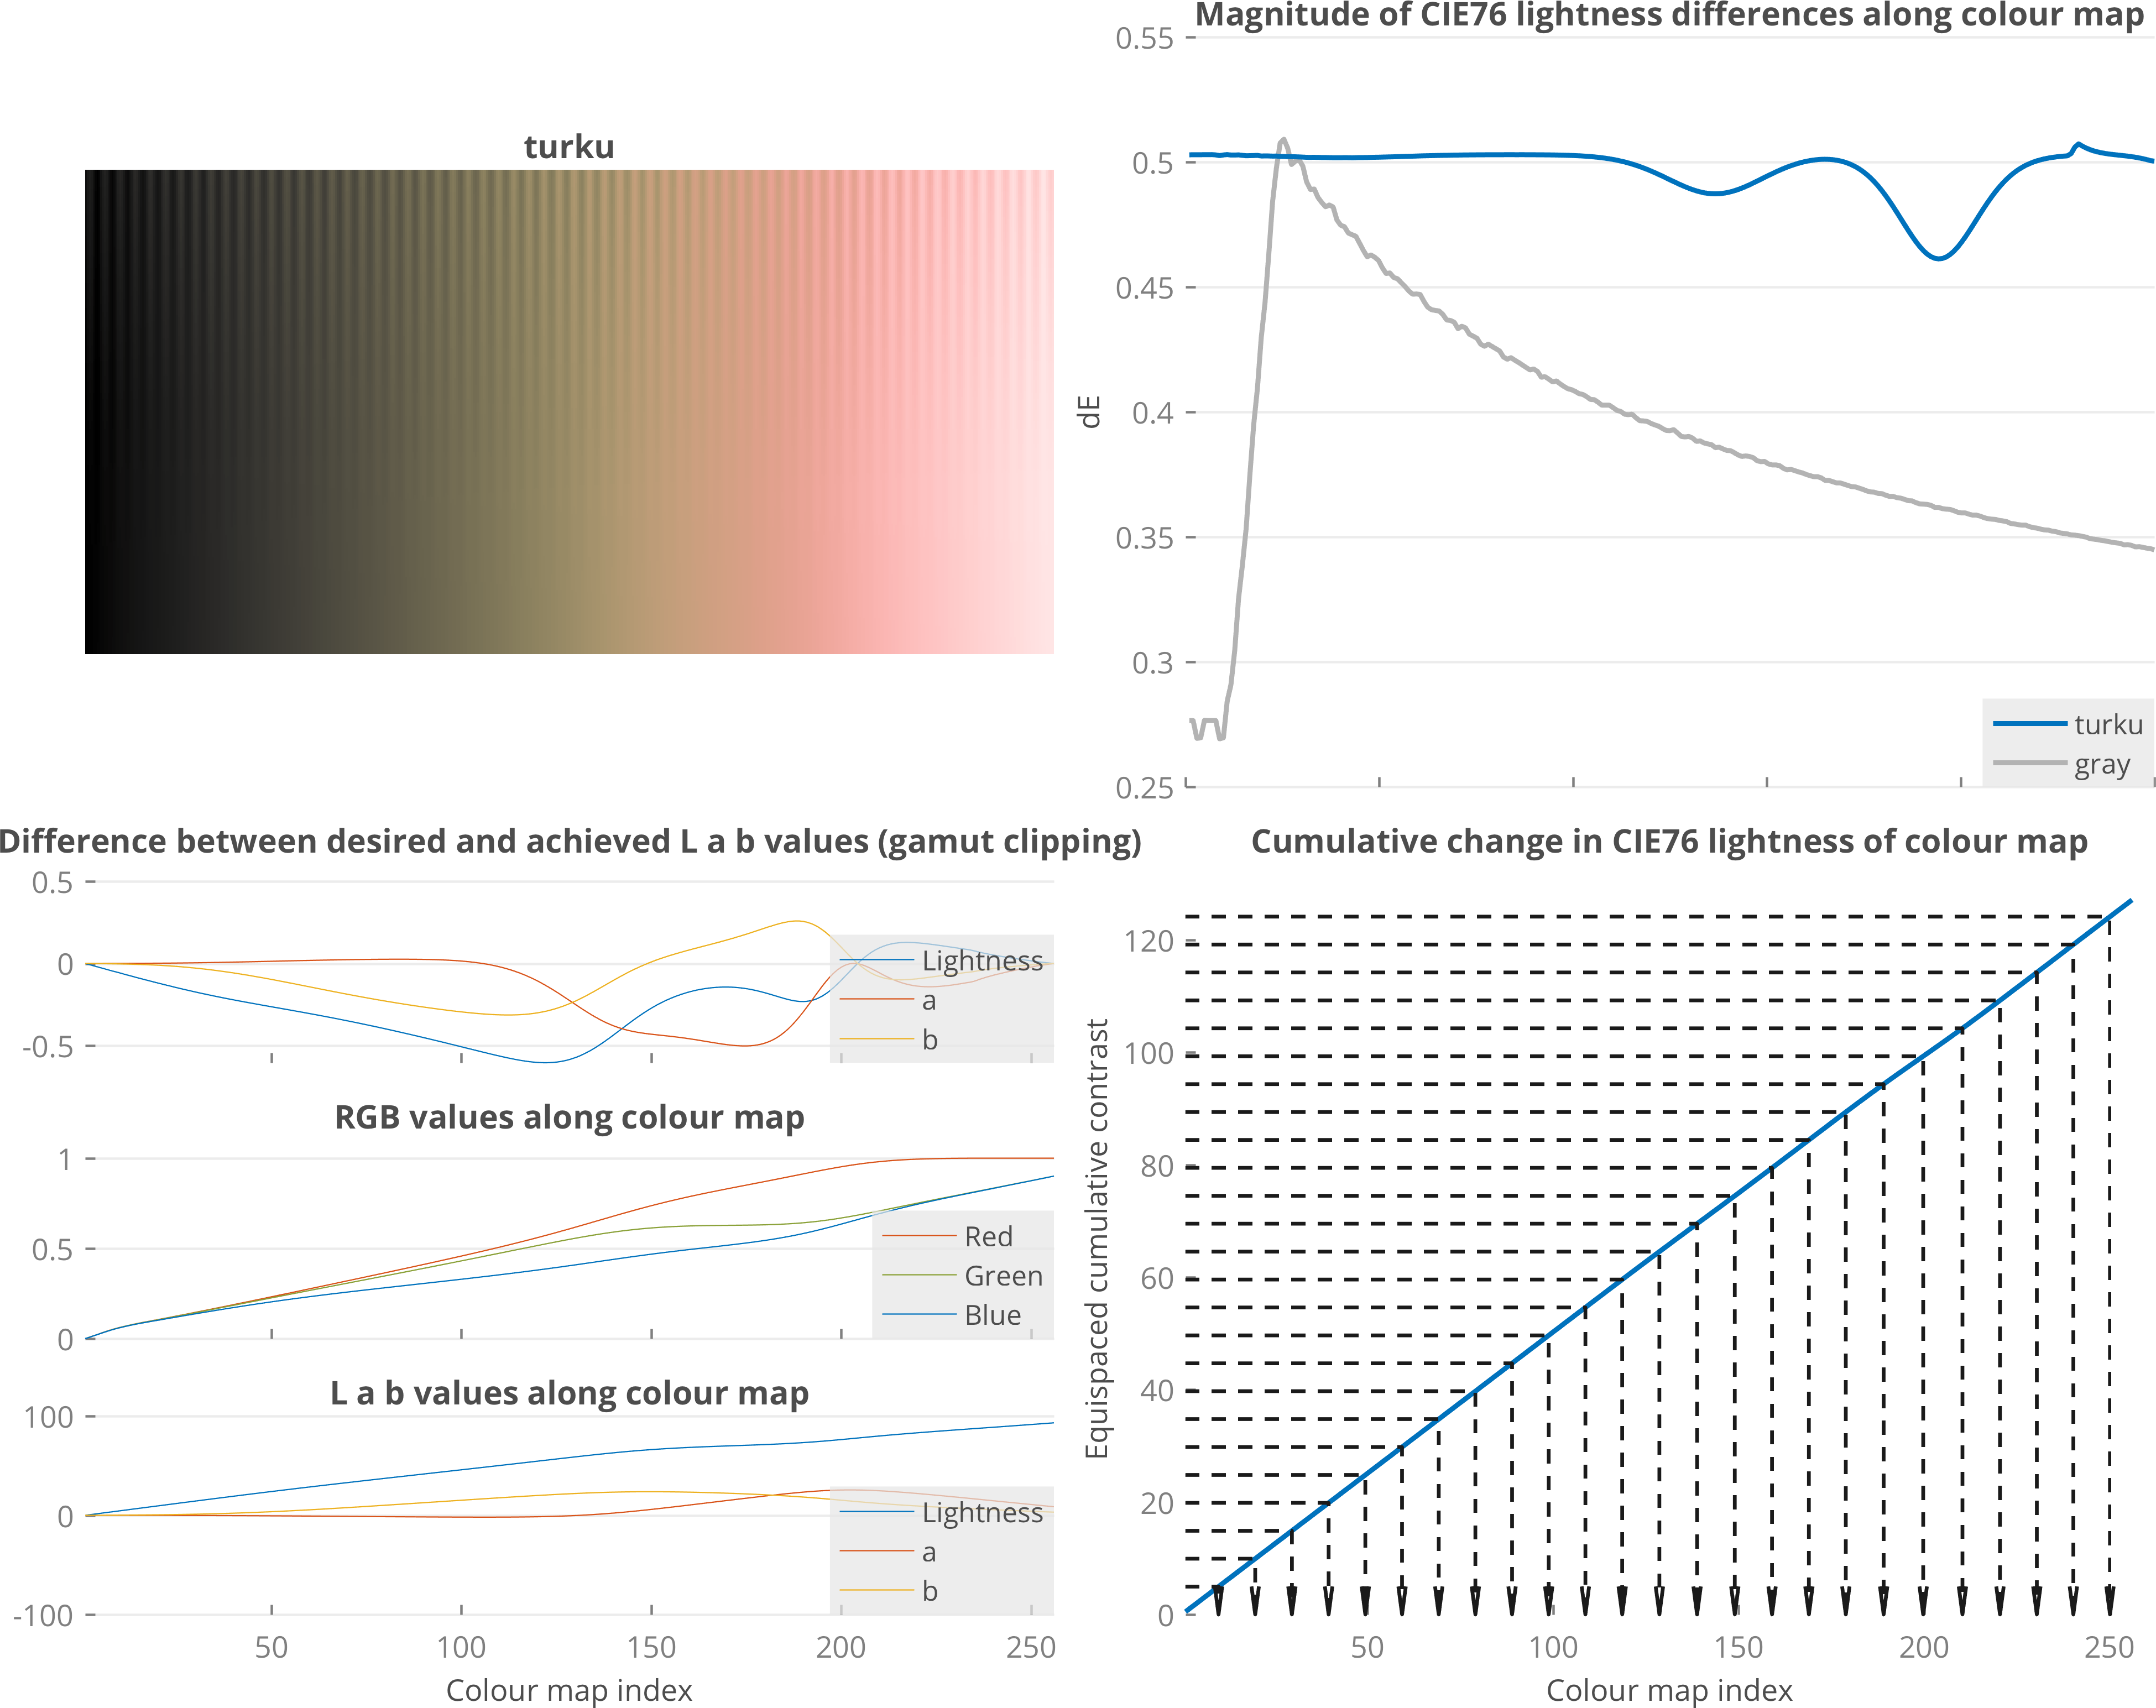 turku
Magnitude of CIE76 lightness differences along colour map
0.55
0.5
0.45
0.4
0.35
0.3
0.25
dE
turku
gray
Difference between desired and achieved L a b values (gamut clipping)
0.5
0
-0.5
Lightness
a
b
RGB values along colour map
1
0.5
0
Red
Green
Blue
L a b values along colour map
100
0
-100
Lightness
a
b
50 100 150 200 250
Colour map index
Cumulative change in CIE76 lightness of colour map
Equispaced cumulative contrast
120
100
80
60
40
20
0
50 100 150 200 250
Colour map index